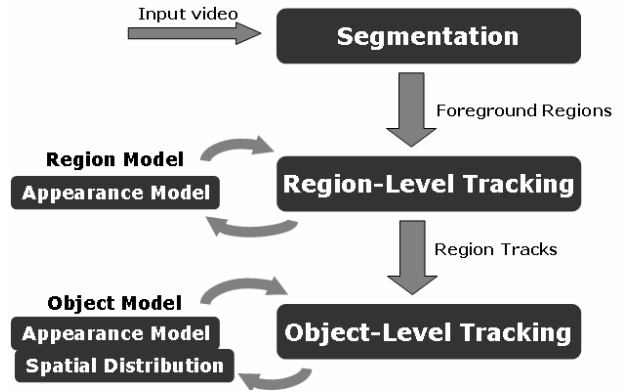 Input video
Segmentation
Foreground Regions
Region Model
Appearance Model
Region-Level Tracking
Region Tracks
Object Model
Appearance Model
Spatial Distribution
Object-Level Tracking